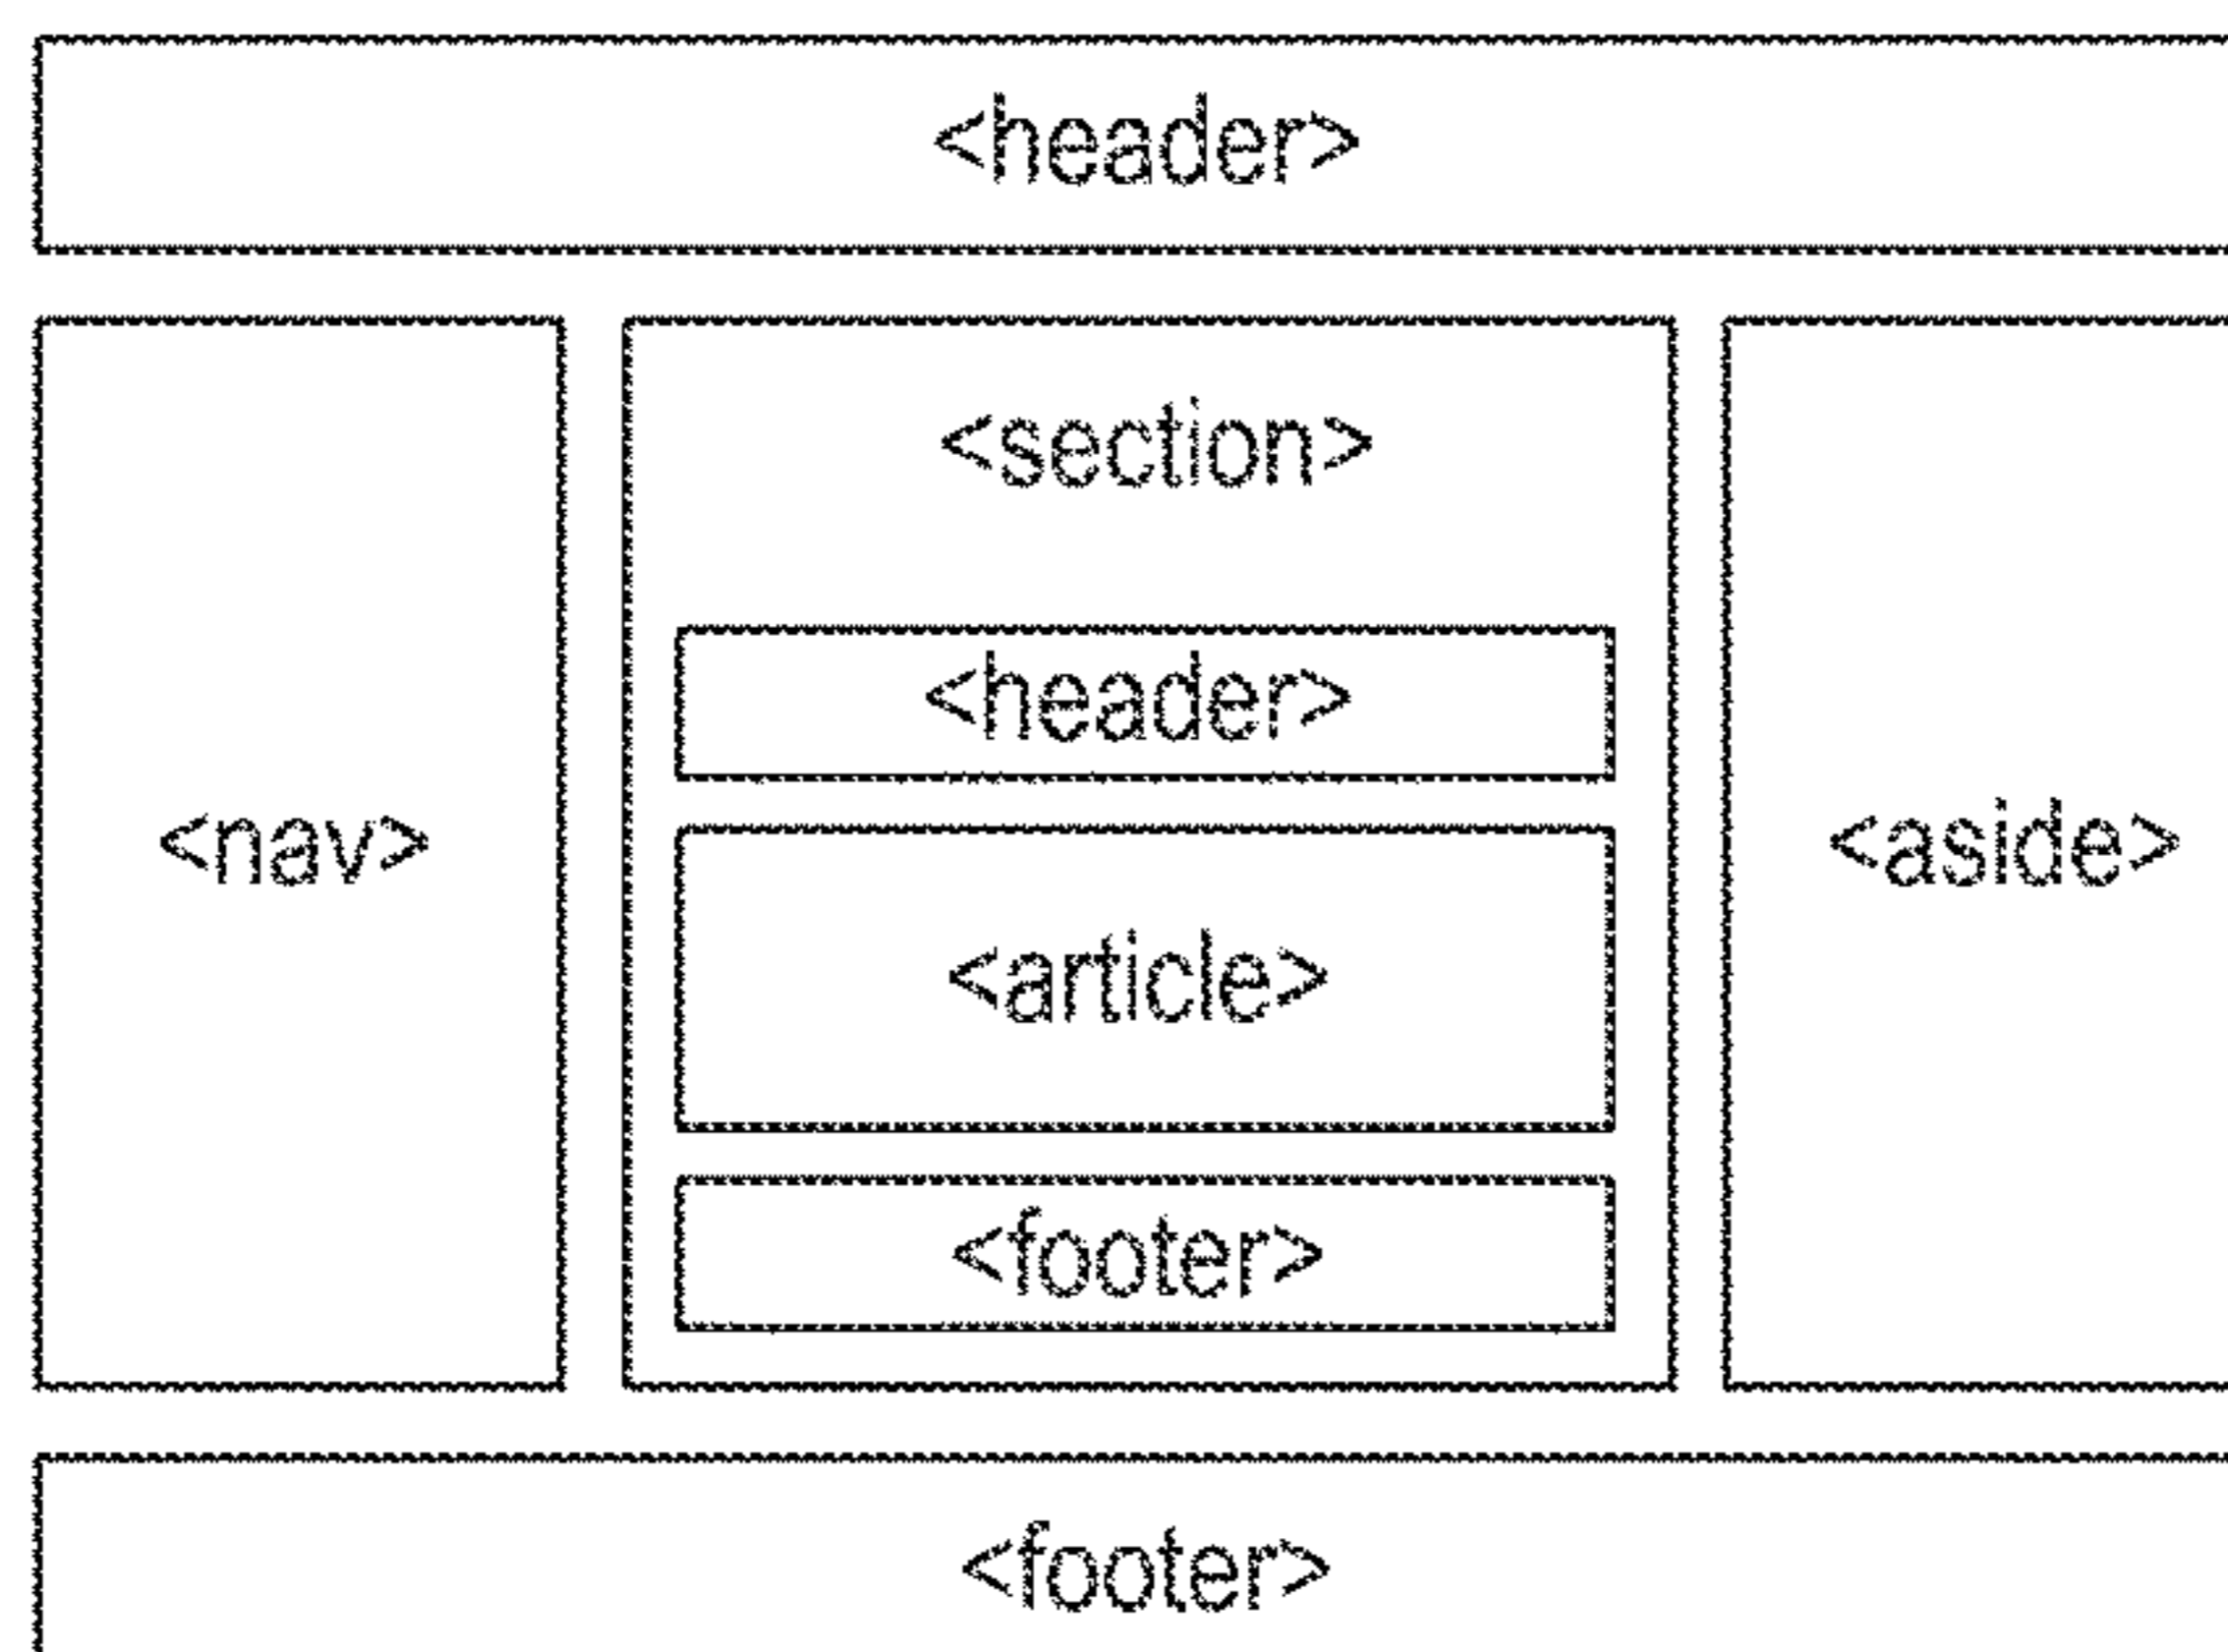 <header>
<section>
<header>
<nav>
<aside>
<article>
<footer>
<footer>